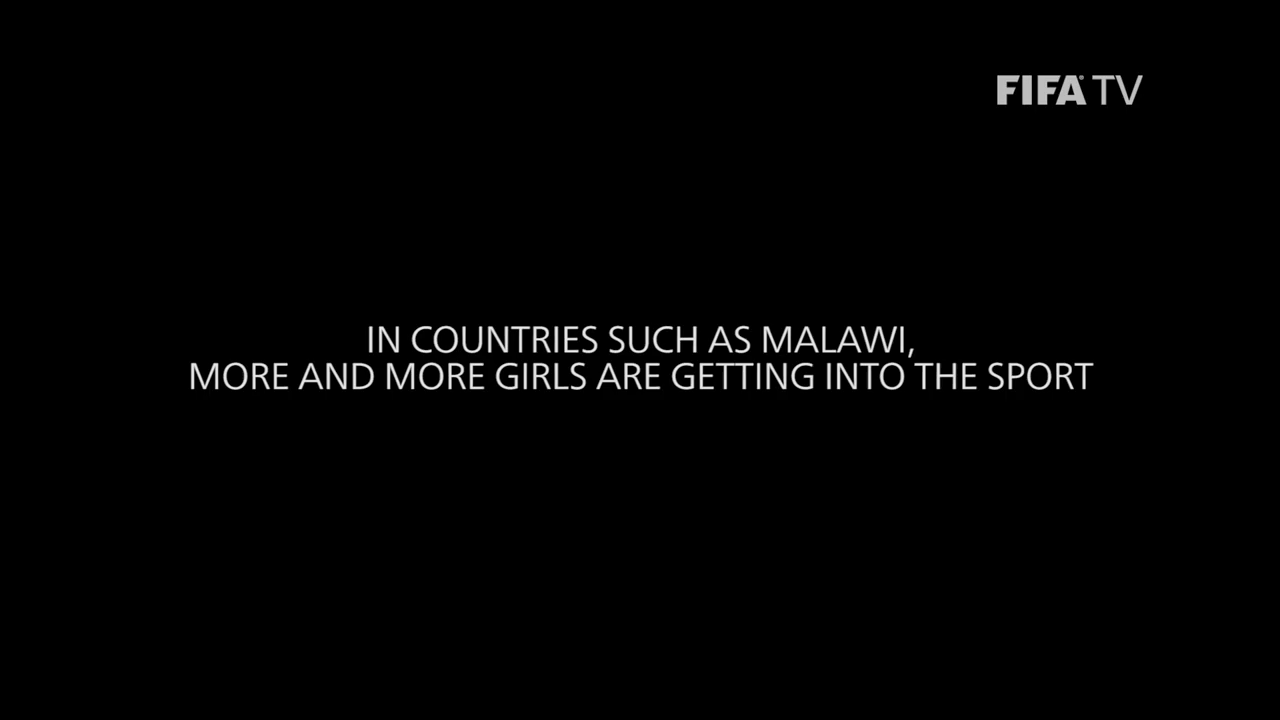 FIFA TV
IN COUNTRIES SUCH AS MALAWI,
MORE AND MORE GIRLS ARE GETTING INTO THE SPORT